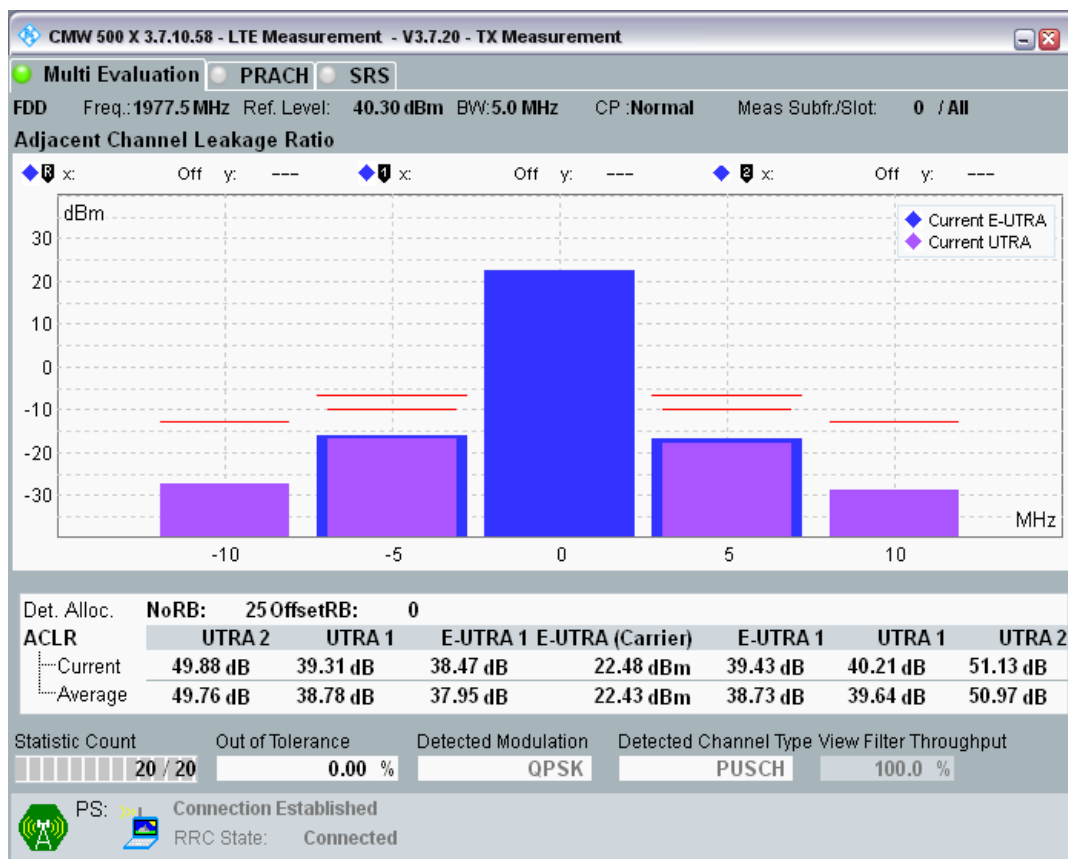 CMW 500 X 3.7.10.58 - LTE Measurement - V3.7.20 - TX Measurement
Multi Evaluation PRACH SRS
FDD Freq.: 1977.5 MHz Ref. Level: 40.30 dBm BW: 5.0 MHz CP : Normal Meas Subfr./Slot: 0 / All
Adjacent Channel Leakage Ratio
R x: Off y: --- 1 x: Off y: --- 2 x: Off y: ---
dBm
Current E-UTRA
Current UTRA
30
20
10
0
-10
-20
-30
MHz
-10 -5 0 5 10
Det. Alloc. NoRB: 25 OffsetRB: 0
ACLR UTRA 2 UTRA 1 E-UTRA 1 E-UTRA (Carrier) E-UTRA 1 UTRA 1 UTRA 2
Current 49.88 dB 39.31 dB 38.47 dB 22.48 dBm 39.43 dB 40.21 dB 51.13 dB
Average 49.76 dB 38.78 dB 37.95 dB 22.43 dBm 38.73 dB 39.64 dB 50.97 dB
Statistic Count Out of Tolerance Detected Modulation Detected Channel Type View Filter Throughput
20 / 20 0.00 % QPSK PUSCH 100.0 %
PS: Connection Established
RRC State: Connected